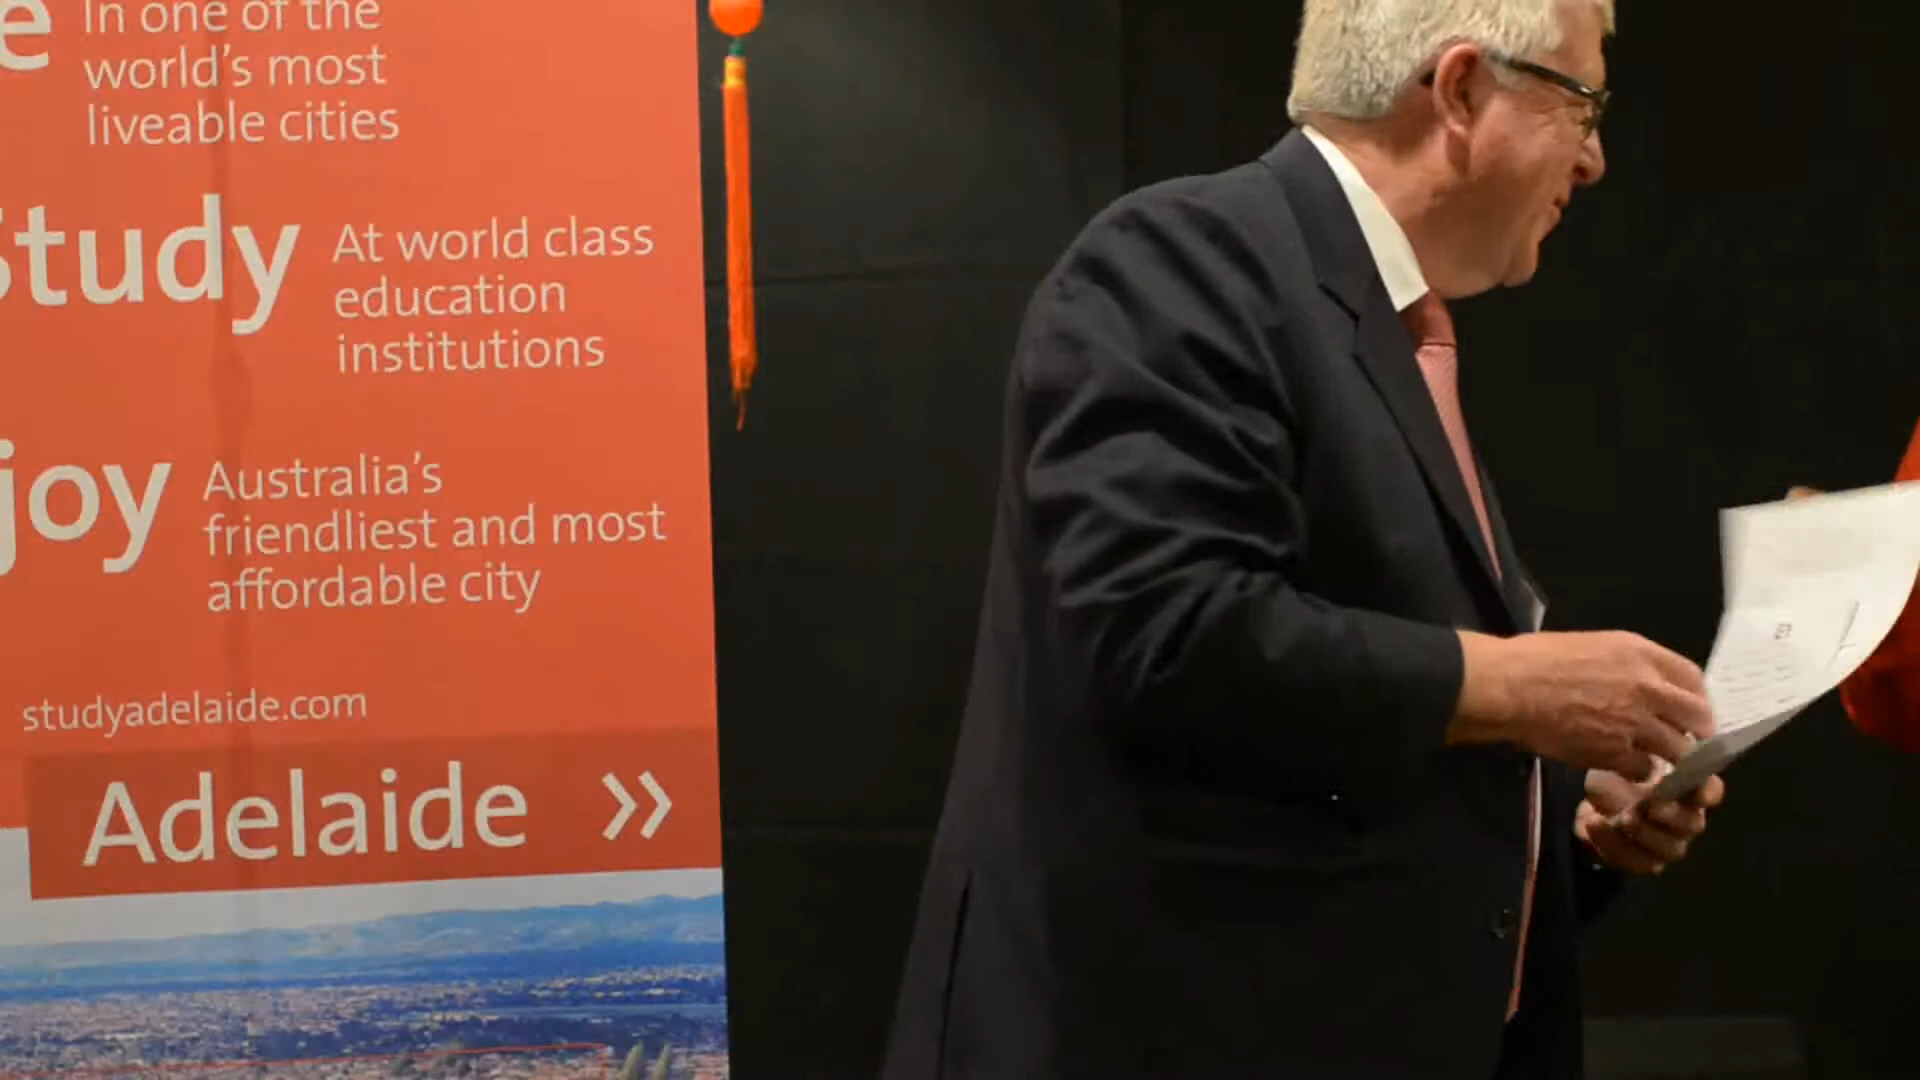 In one of the
world's most
liveable cities
Study At world class
education
institutions
joy Australia's
friendliest and most
affordable city
studyadelaide.com
Adelaide »